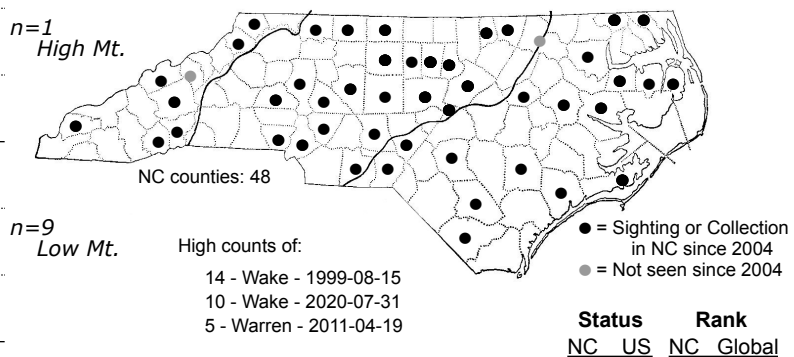 n=1
High Mt.
NC counties: 48
n=9
Low Mt.
High counts of:
14 - Wake - 1999-08-15
10 - Wake - 2020-07-31
5 - Warren - 2011-04-19
● = Sighting or Collection
in NC since 2004
● = Not seen since 2004
Status Rank
NC US NC Global